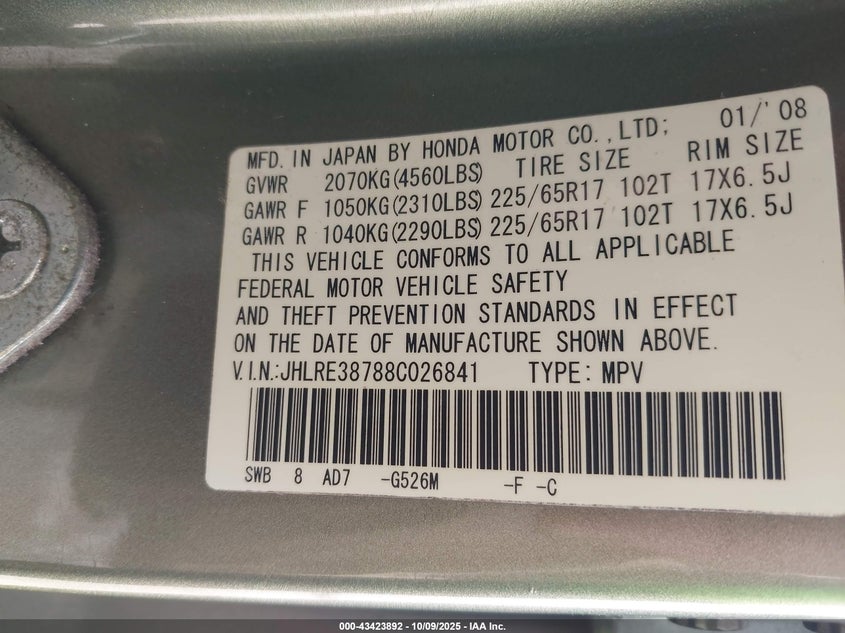 MFD. IN JAPAN BY HONDA MOTOR CO.,LTD; 01/'08
GVWR 2070KG(4560LBS) TIRE SIZE RIM SIZE
GAWR F 1050KG(2310LBS) 225/65R17 102T 17X6.5J
GAWR R 1040KG(2290LBS) 225/65R17 102T 17X6.5J
THIS VEHICLE CONFORMS TO ALL APPLICABLE
FEDERAL MOTOR VEHICLE SAFETY
AND THEFT PREVENTION STANDARDS IN EFFECT
ON THE DATE OF MANUFACTURE SHOWN ABOVE.
V.I.N.:JHLRE38788C026841 TYPE: MPV
SWB 8 AD7 -G526M -F -C
000-43423892 - 10/09/2025 - IAA Inc.